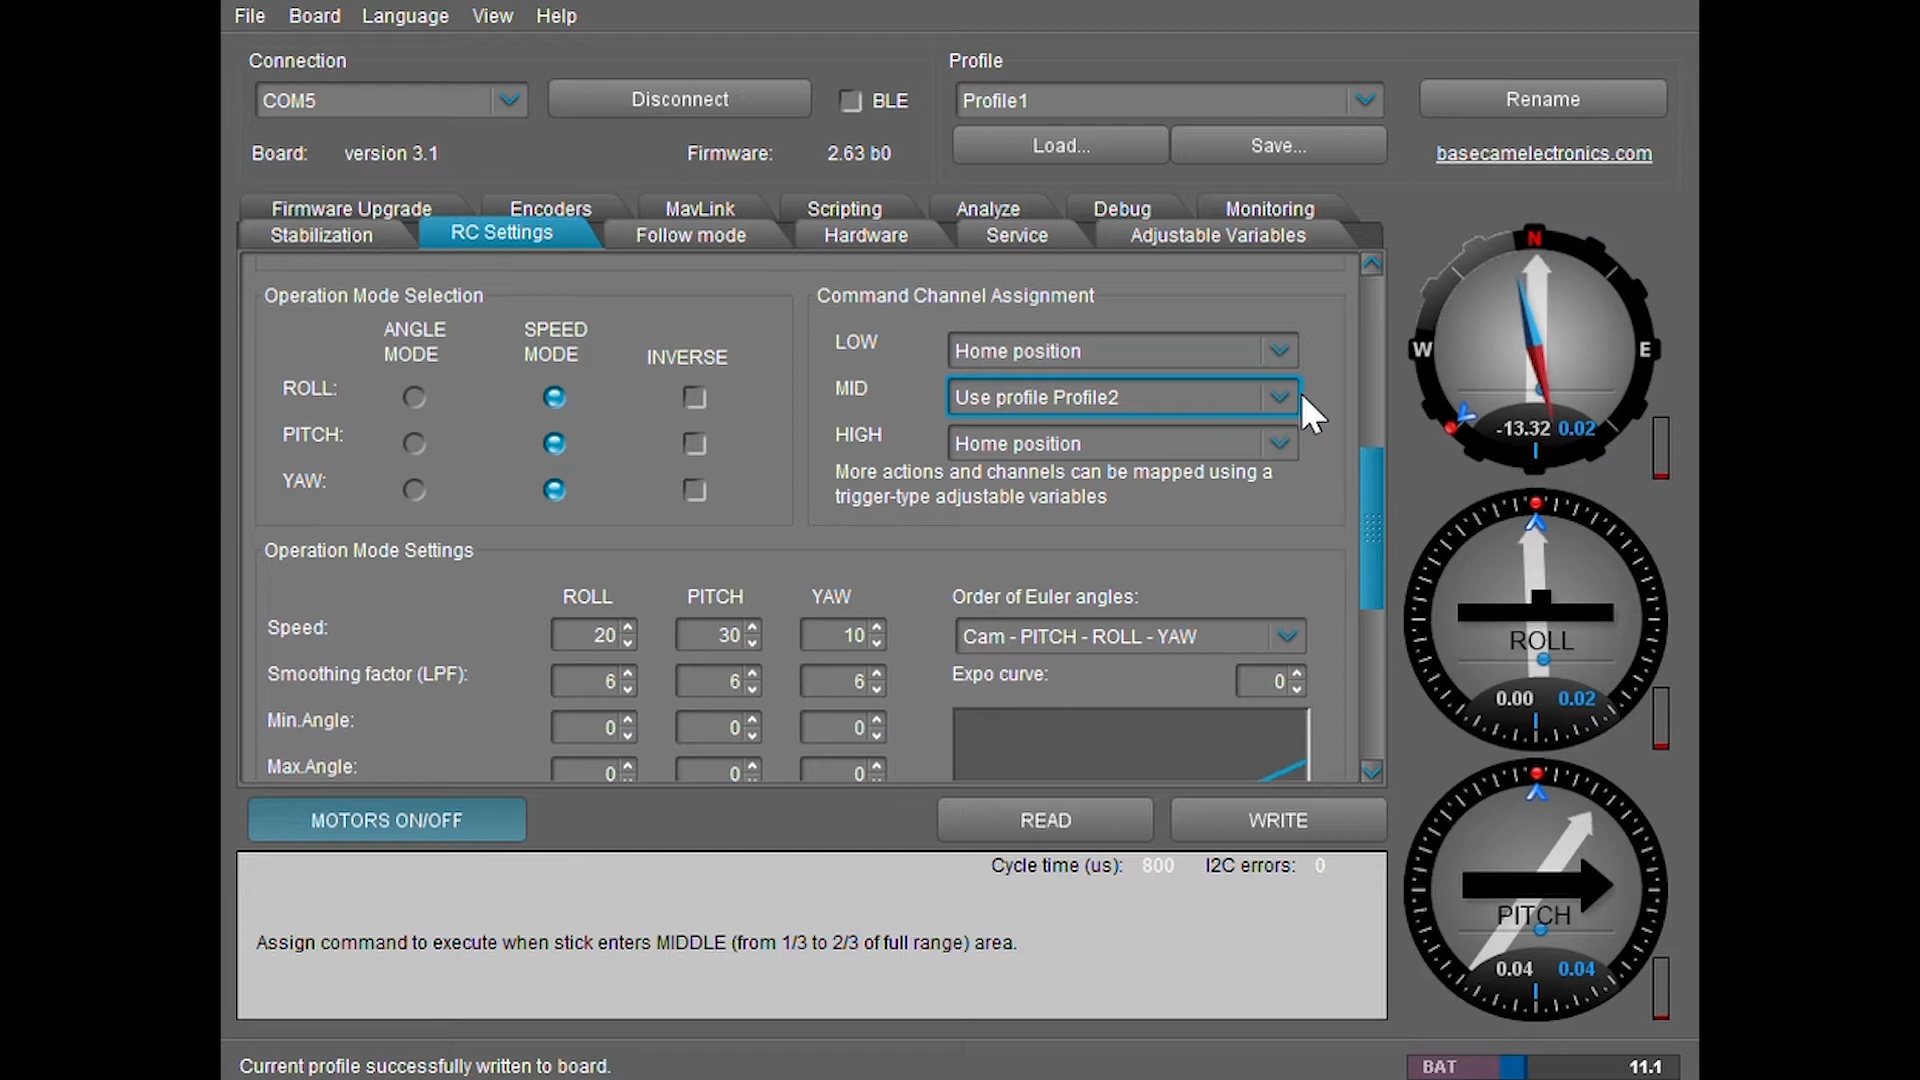 File Board Language View Help
Connection
COM5 Disconnect BLE
Board: version 3.1 Firmware: 2.63 b0
Profile
Profile1 Rename
Load... Save... basecamelectronics.com
Firmware Upgrade Encoders MavLink Scripting Analyze Debug Monitoring
Stabilization RC Settings Follow mode Hardware Service Adjustable Variables
Operation Mode Selection
ANGLE MODE SPEED MODE INVERSE
ROLL:
PITCH:
YAW:
Command Channel Assignment
LOW Home position
MID Use profile Profile2
HIGH Home position
More actions and channels can be mapped using a
trigger-type adjustable variables
Operation Mode Settings
ROLL PITCH YAW
Speed: 20 30 10
Smoothing factor (LPF): 6 6 6
Min.Angle: 0 0 0
Max.Angle: 0 0 0
Order of Euler angles:
Cam - PITCH - ROLL - YAW
Expo curve: 0
MOTORS ON/OFF READ WRITE
Cycle time (us): 800 I2C errors: 0
Assign command to execute when stick enters MIDDLE (from 1/3 to 2/3 of full range) area.
N
W E
-13.32 0.02
ROLL
0.00 0.02
PITCH
0.04 0.04
Current profile successfully written to board.
BAT 11.1